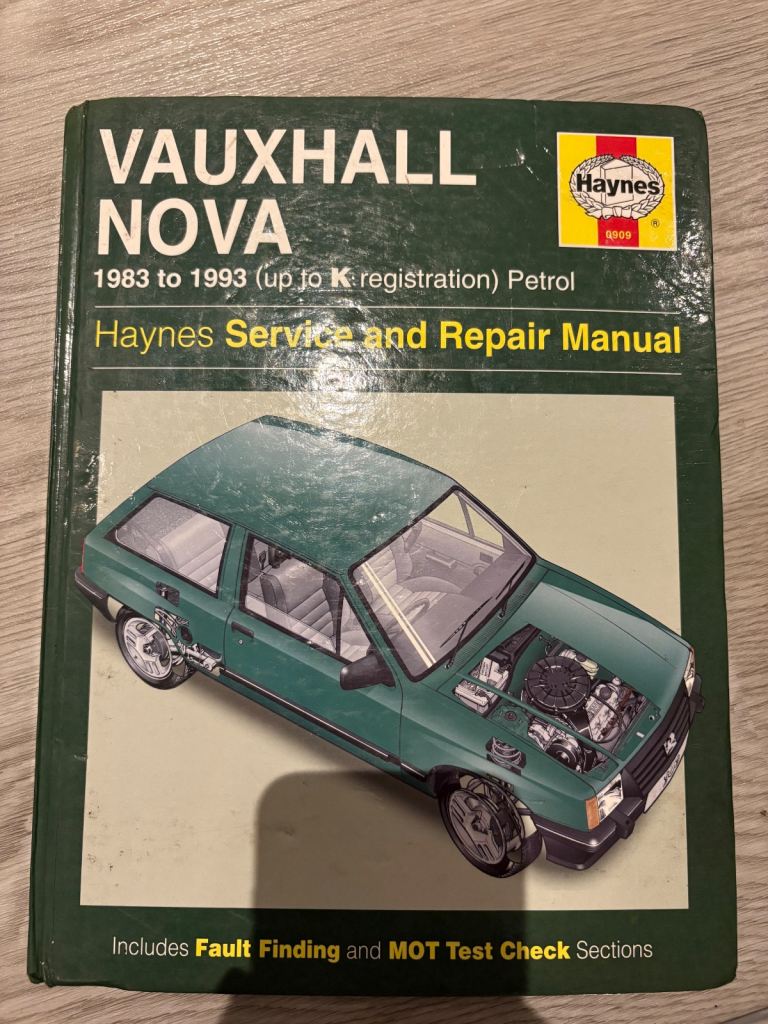 VAUXHALL
NOVA
Haynes
®
0909
1983 to 1993 (up to K registration) Petrol
Haynes Service and Repair Manual
Includes Fault Finding and MOT Test Check Sections